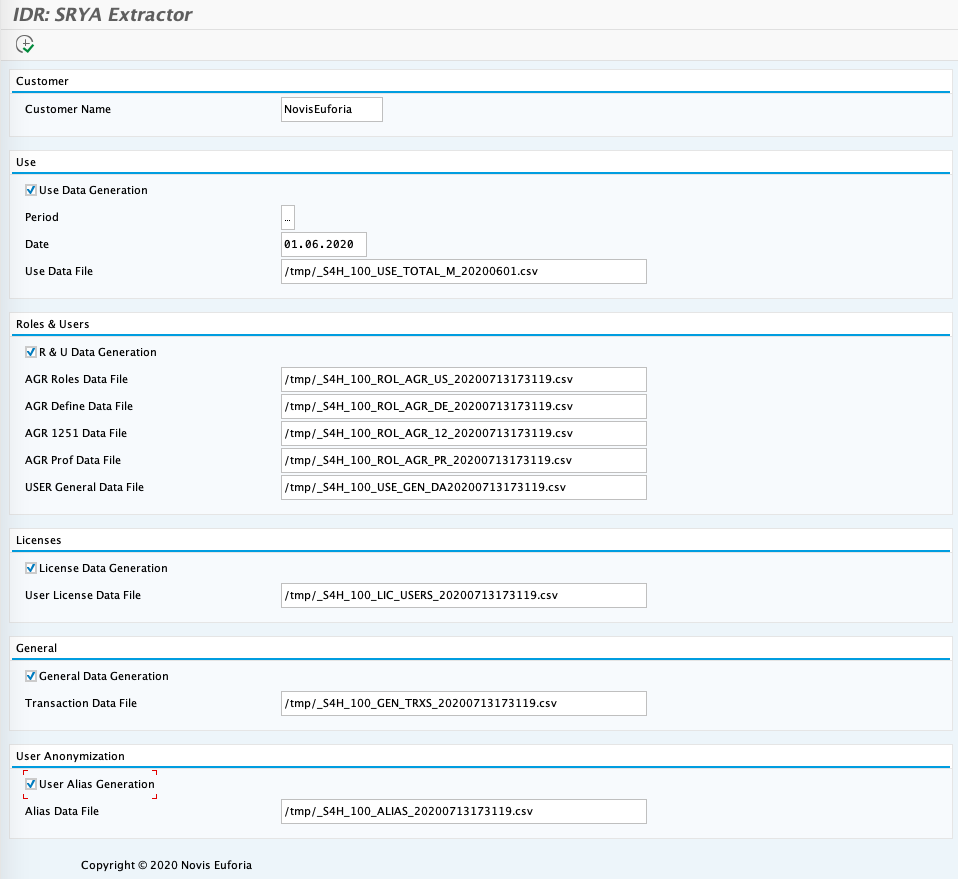 IDR: SRYA Extractor
Customer
Customer Name NovisEuforia
Use
Use Data Generation
Period ...
Date 01.06.2020
Use Data File /tmp/_S4H_100_USE_TOTAL_M_20200601.csv
Roles & Users
R & U Data Generation
AGR Roles Data File /tmp/_S4H_100_ROL_AGR_US_20200713173119.csv
AGR Define Data File /tmp/_S4H_100_ROL_AGR_DE_20200713173119.csv
AGR 1251 Data File /tmp/_S4H_100_ROL_AGR_12_20200713173119.csv
AGR Prof Data File /tmp/_S4H_100_ROL_AGR_PR_20200713173119.csv
USER General Data File /tmp/_S4H_100_USE_GEN_DA20200713173119.csv
Licenses
License Data Generation
User License Data File /tmp/_S4H_100_LIC_USERS_20200713173119.csv
General
General Data Generation
Transaction Data File /tmp/_S4H_100_GEN_TRXS_20200713173119.csv
User Anonymization
User Alias Generation
Alias Data File /tmp/_S4H_100_ALIAS_20200713173119.csv
Copyright © 2020 Novis Euforia